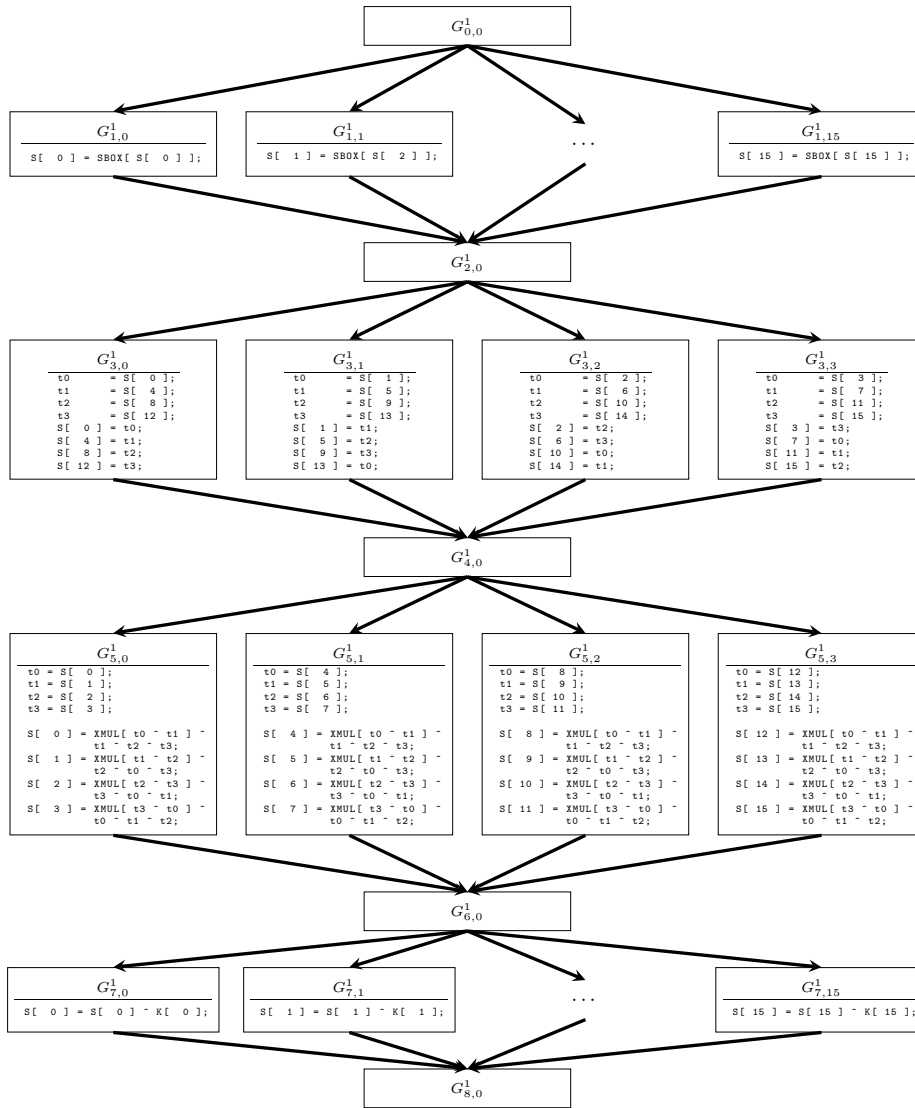 G^1_{0,0}
G^1_{1,0} G^1_{1,1} G^1_{1,15}
S[  0 ] = SBOX[ S[  0 ] ]; S[  1 ] = SBOX[ S[  2 ] ]; ... S[ 15 ] = SBOX[ S[ 15 ] ];
G^1_{2,0}
G^1_{3,0}
t0      = S[  0 ];
t1      = S[  4 ];
t2      = S[  8 ];
t3      = S[ 12 ];
S[  0 ] = t0;
S[  4 ] = t1;
S[  8 ] = t2;
S[ 12 ] = t3;
G^1_{3,1}
t0      = S[  1 ];
t1      = S[  5 ];
t2      = S[  9 ];
t3      = S[ 13 ];
S[  1 ] = t1;
S[  5 ] = t2;
S[  9 ] = t3;
S[ 13 ] = t0;
G^1_{3,2}
t0      = S[  2 ];
t1      = S[  6 ];
t2      = S[ 10 ];
t3      = S[ 14 ];
S[  2 ] = t2;
S[  6 ] = t3;
S[ 10 ] = t0;
S[ 14 ] = t1;
G^1_{3,3}
t0      = S[  3 ];
t1      = S[  7 ];
t2      = S[ 11 ];
t3      = S[ 15 ];
S[  3 ] = t3;
S[  7 ] = t0;
S[ 11 ] = t1;
S[ 15 ] = t2;
G^1_{4,0}
G^1_{5,0}
t0 = S[  0 ];
t1 = S[  1 ];
t2 = S[  2 ];
t3 = S[  3 ];
S[  0 ] = XMUL[ t0 ^ t1 ] ^
t1 ^ t2 ^ t3;
S[  1 ] = XMUL[ t1 ^ t2 ] ^
t2 ^ t0 ^ t3;
S[  2 ] = XMUL[ t2 ^ t3 ] ^
t3 ^ t0 ^ t1;
S[  3 ] = XMUL[ t3 ^ t0 ] ^
t0 ^ t1 ^ t2;
G^1_{5,1}
t0 = S[  4 ];
t1 = S[  5 ];
t2 = S[  6 ];
t3 = S[  7 ];
S[  4 ] = XMUL[ t0 ^ t1 ] ^
t1 ^ t2 ^ t3;
S[  5 ] = XMUL[ t1 ^ t2 ] ^
t2 ^ t0 ^ t3;
S[  6 ] = XMUL[ t2 ^ t3 ] ^
t3 ^ t0 ^ t1;
S[  7 ] = XMUL[ t3 ^ t0 ] ^
t0 ^ t1 ^ t2;
G^1_{5,2}
t0 = S[  8 ];
t1 = S[  9 ];
t2 = S[ 10 ];
t3 = S[ 11 ];
S[  8 ] = XMUL[ t0 ^ t1 ] ^
t1 ^ t2 ^ t3;
S[  9 ] = XMUL[ t1 ^ t2 ] ^
t2 ^ t0 ^ t3;
S[ 10 ] = XMUL[ t2 ^ t3 ] ^
t3 ^ t0 ^ t1;
S[ 11 ] = XMUL[ t3 ^ t0 ] ^
t0 ^ t1 ^ t2;
G^1_{5,3}
t0 = S[ 12 ];
t1 = S[ 13 ];
t2 = S[ 14 ];
t3 = S[ 15 ];
S[ 12 ] = XMUL[ t0 ^ t1 ] ^
t1 ^ t2 ^ t3;
S[ 13 ] = XMUL[ t1 ^ t2 ] ^
t2 ^ t0 ^ t3;
S[ 14 ] = XMUL[ t2 ^ t3 ] ^
t3 ^ t0 ^ t1;
S[ 15 ] = XMUL[ t3 ^ t0 ] ^
t0 ^ t1 ^ t2;
G^1_{6,0}
G^1_{7,0} G^1_{7,1} ... G^1_{7,15}
S[  0 ] = S[  0 ] ^ K[  0 ]; S[  1 ] = S[  1 ] ^ K[  1 ]; S[ 15 ] = S[ 15 ] ^ K[ 15 ];
G^1_{8,0}